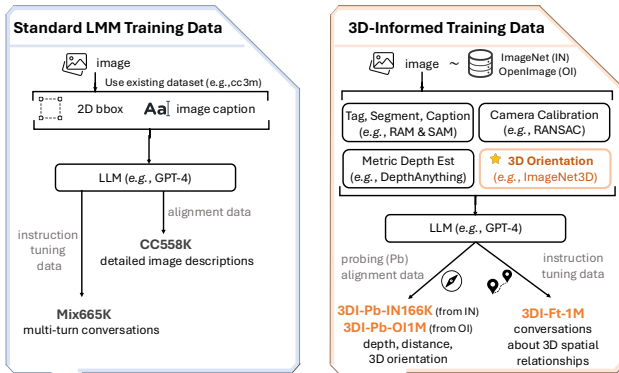 Standard LMM Training Data
image
Use existing dataset (e.g.,cc3m)
2D bbox
Aa image caption
LLM (e.g., GPT-4)
alignment data
instruction
tuning
data
CC558K
detailed image descriptions
Mix665K
multi-turn conversations
3D-Informed Training Data
image ~ ImageNet (IN)
OpenImage (OI)
Tag, Segment, Caption
(e.g., RAM & SAM)
Camera Calibration
(e.g., RANSAC)
Metric Depth Est
(e.g., DepthAnything)
3D Orientation
(e.g., ImageNet3D)
LLM (e.g., GPT-4)
probing (Pb)
alignment data
instruction
tuning data
3DI-Pb-IN166K (from IN)
3DI-Pb-OI1M (from OI)
depth, distance,
3D orientation
3DI-Ft-1M
conversations
about 3D spatial
relationships